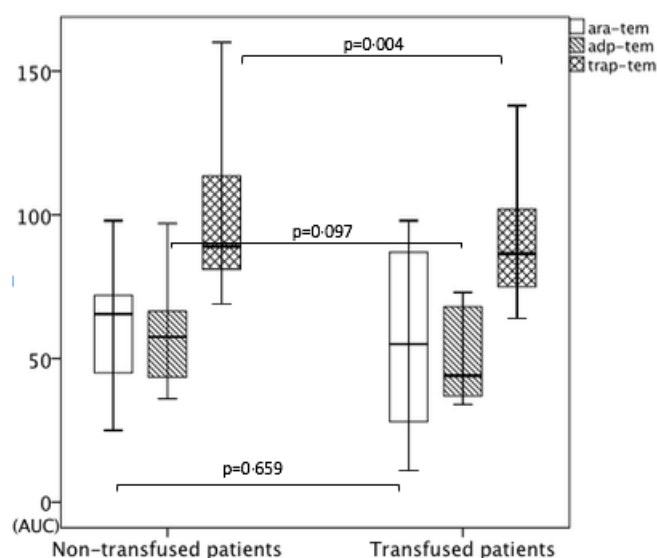 ara-tem
adp-tem
trap-tem
p=0·004
150
100
p=0·097
50
p=0·659
0
(AUC)
Non-transfused patients Transfused patients